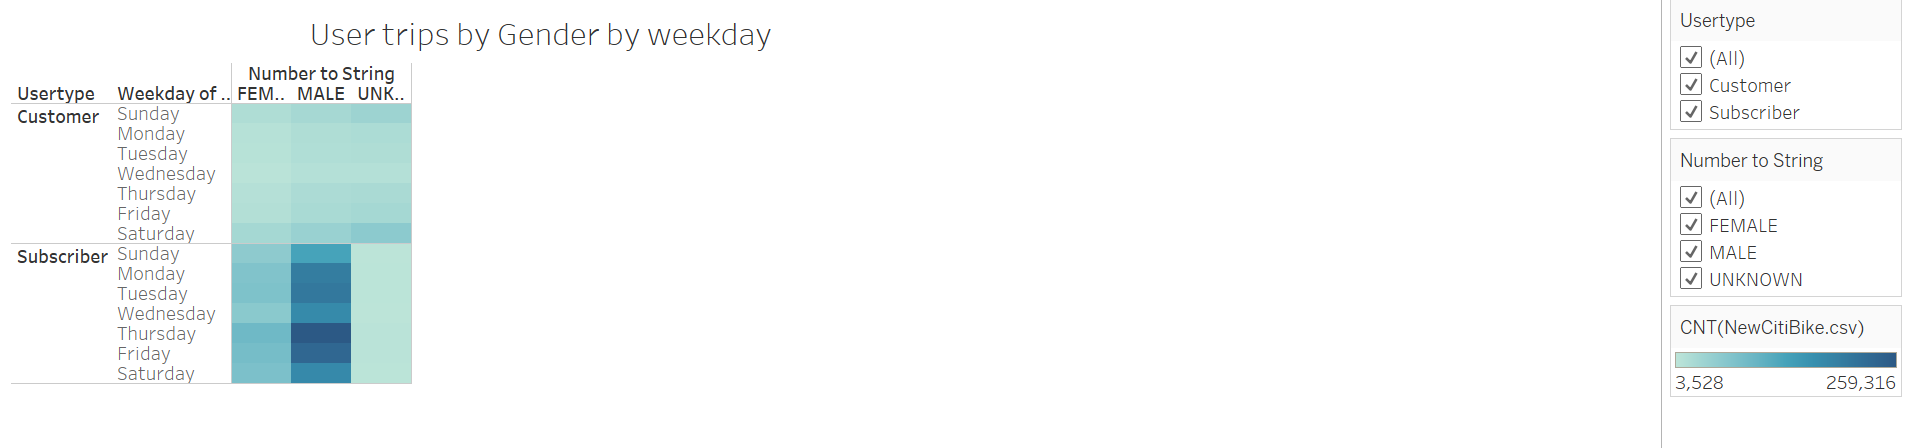 User trips by Gender by weekday
Number to String
Usertype Weekday of .. FEM.. MALE UNK..
Customer Sunday
Monday
Tuesday
Wednesday
Thursday
Friday
Saturday
Subscriber Sunday
Monday
Tuesday
Wednesday
Thursday
Friday
Saturday
Usertype
(All)
Customer
Subscriber
Number to String
(All)
FEMALE
MALE
UNKNOWN
CNT(NewCitiBike.csv)
3,528 259,316